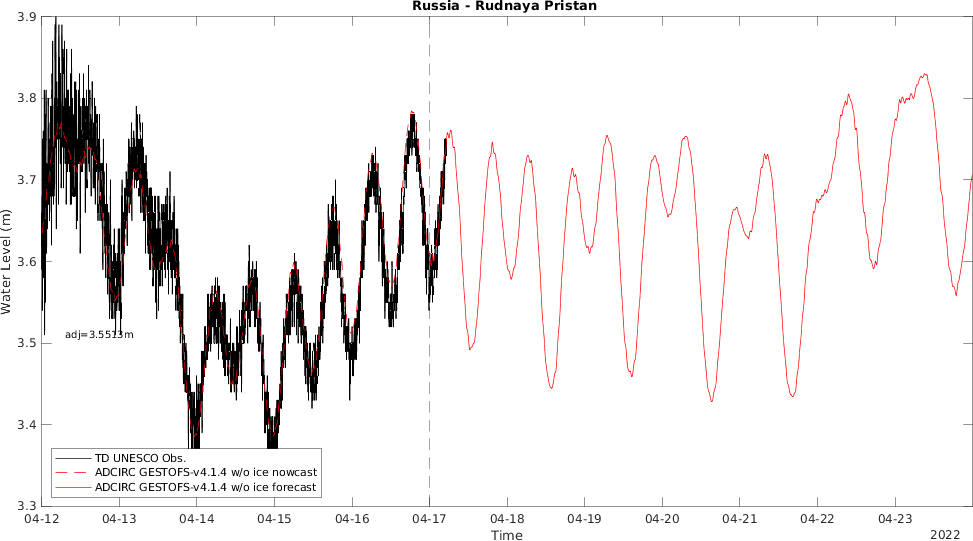 Russia - Rudnaya Pristan
Water Level (m)
3.9
3.8
3.7
3.6
3.5
3.4
3.3
adj=3.5513m
TD UNESCO Obs.
ADCIRC GESTOFS-v4.1.4 w/o ice nowcast
ADCIRC GESTOFS-v4.1.4 w/o ice forecast
04-12 04-13 04-14 04-15 04-16 04-17 04-18 04-19 04-20 04-21 04-22 04-23
Time
2022